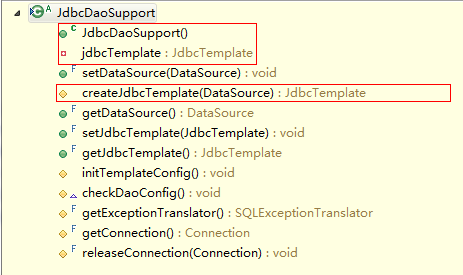 JdbcDaoSupport
JdbcDaoSupport()
jdbcTemplate : JdbcTemplate
setDataSource(DataSource) : void
createJdbcTemplate(DataSource) : JdbcTemplate
getDataSource() : DataSource
setJdbcTemplate(JdbcTemplate) : void
getJdbcTemplate() : JdbcTemplate
initTemplateConfig() : void
checkDaoConfig() : void
getExceptionTranslator() : SQLExceptionTranslator
getConnection() : Connection
releaseConnection(Connection) : void